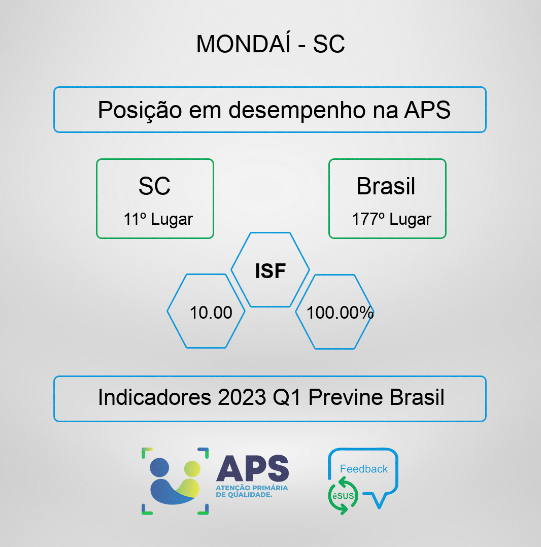 MONDAÍ - SC
Posição em desempenho na APS
SC
11º Lugar
Brasil
177º Lugar
ISF
10.00
100.00%
Indicadores 2023 Q1 Previne Brasil
APS
ATENÇÃO PRIMÁRIA
DE QUALIDADE.
Feedback
eSUS